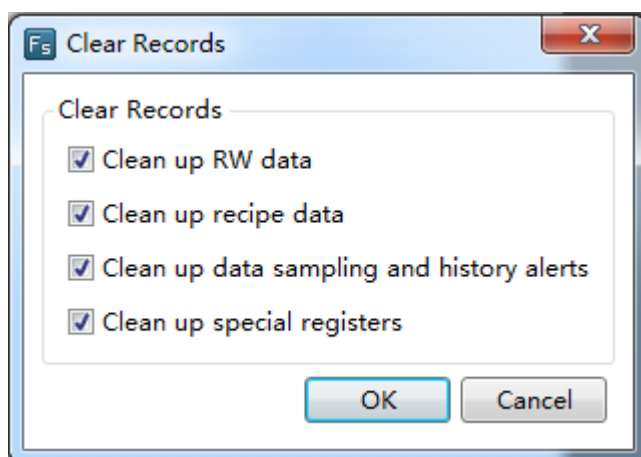 Fs Clear Records
Clear Records
Clean up RW data
Clean up recipe data
Clean up data sampling and history alerts
Clean up special registers
OK Cancel